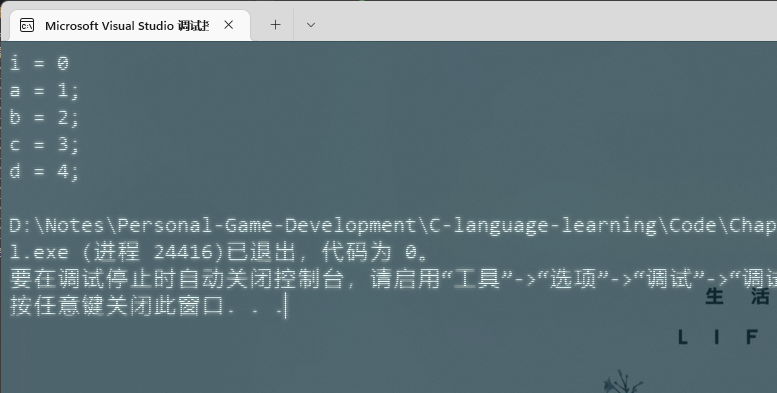 Microsoft Visual Studio 调试
i = 0
a = 1;
b = 2;
c = 3;
d = 4;
D:\Notes\Personal-Game-Development\C-language-learning\Code\Chap
l.exe (进程 24416)已退出，代码为 0。
要在调试停止时自动关闭控制台，请启用“工具”->“选项”->“调试”->“调试
按任意键关闭此窗口. . .
生 活
L I F